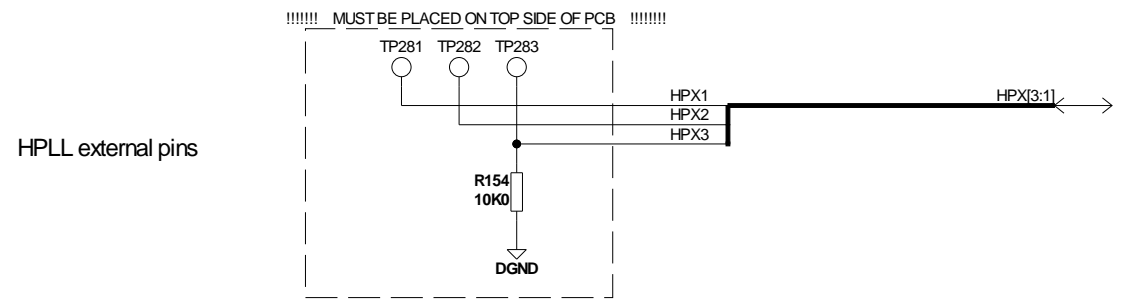 !!!!!!! MUST BE PLACED ON TOP SIDE OF PCB !!!!!!!!
TP281 TP282 TP283
HPX1 HPX[3:1]
HPX2
HPX3
HPLL external pins
R154
10K0
DGND